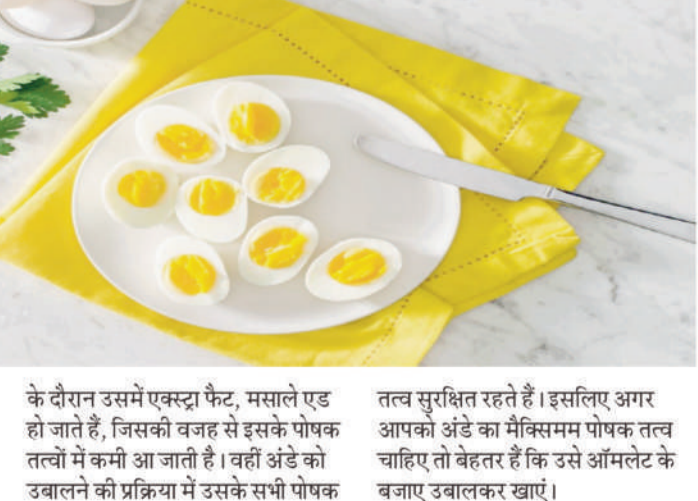 के दौरान उसमें एक्स्ट्रा फैट, मसाले एड
हो जाते हैं, जिसकी वजह से इसके पोषक
तत्वों में कमी आ जाती है। वहीं अंडे को
उबालने की प्रक्रिया में उसके सभी पोषक
तत्व सुरक्षित रहते हैं। इसलिए अगर
आपको अंडे का मैक्सिमम पोषक तत्व
चाहिए तो बेहतर हैं कि उसे ऑमलेट के
बजाए उबालकर खाएं।